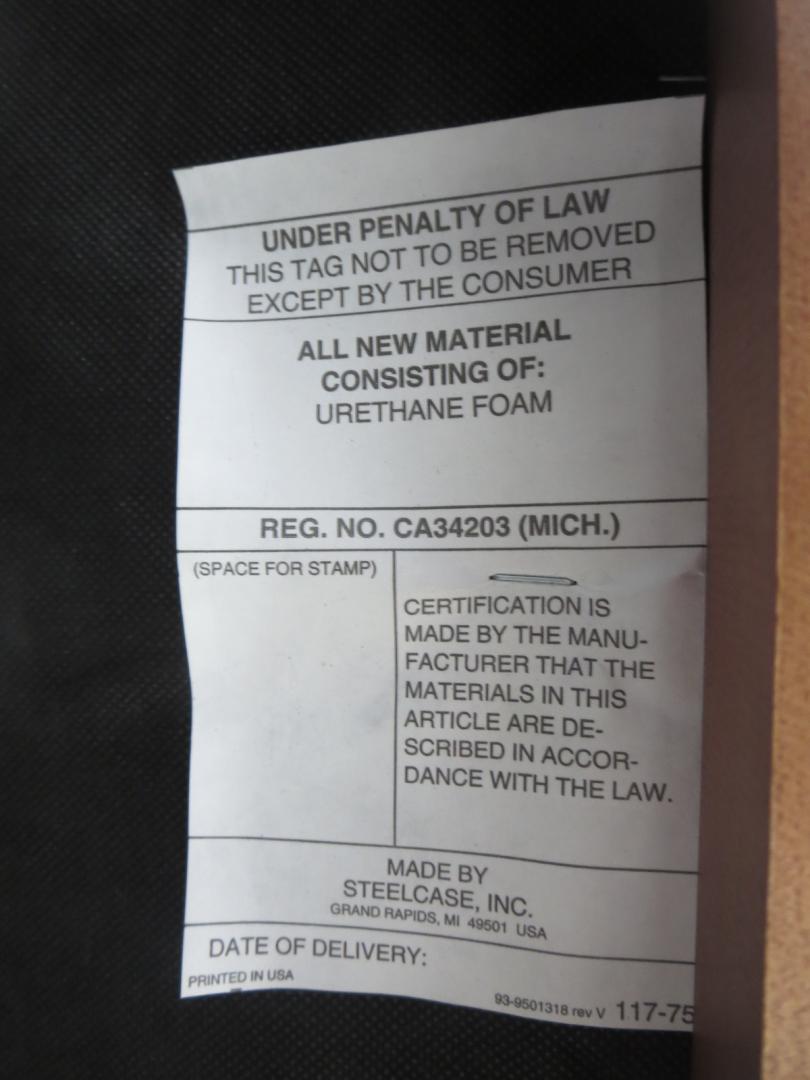 UNDER PENALTY OF LAW
THIS TAG NOT TO BE REMOVED
EXCEPT BY THE CONSUMER
ALL NEW MATERIAL
CONSISTING OF:
URETHANE FOAM
REG. NO. CA34203 (MICH.)
(SPACE FOR STAMP)
CERTIFICATION IS
MADE BY THE MANU-
FACTURER THAT THE
MATERIALS IN THIS
ARTICLE ARE DE-
SCRIBED IN ACCOR-
DANCE WITH THE LAW.
MADE BY
STEELCASE, INC.
GRAND RAPIDS, MI 49501 USA
DATE OF DELIVERY:
PRINTED IN USA
93-9501318 rev V 117-75